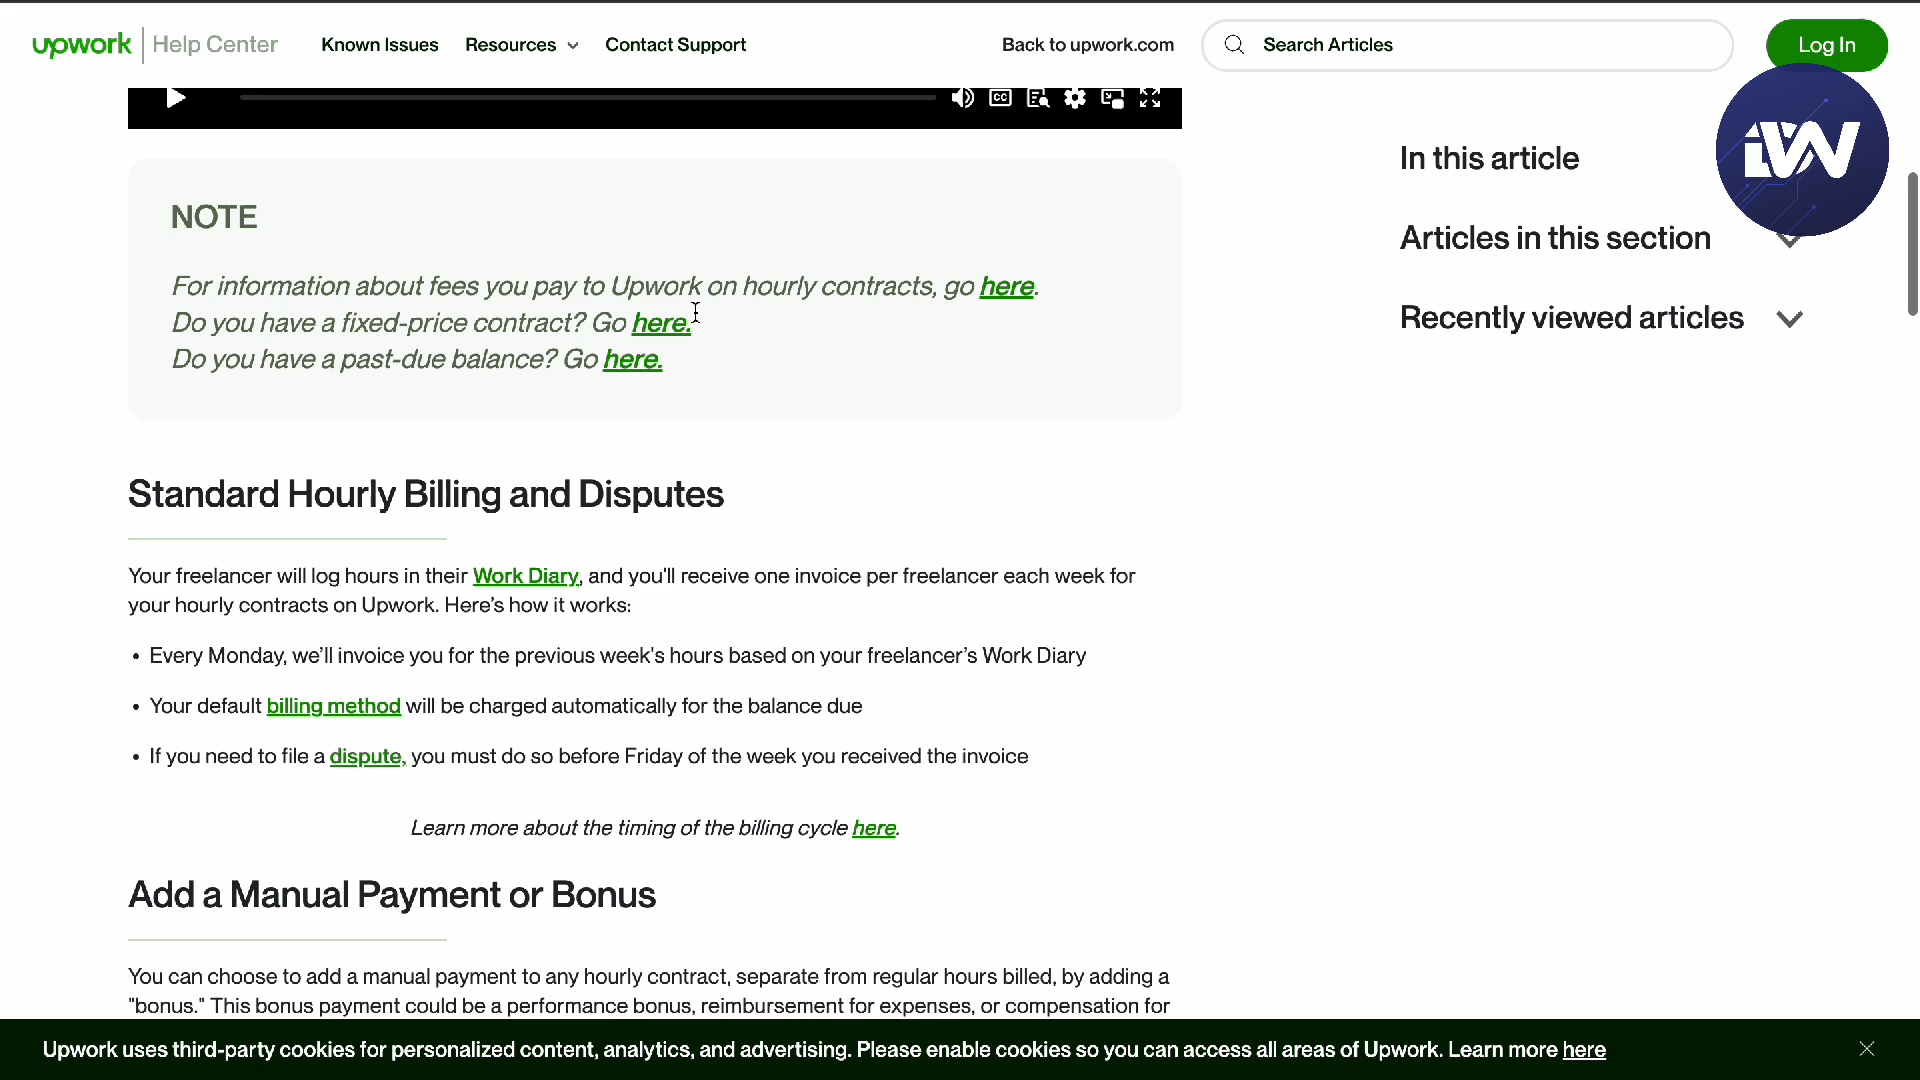 upwork Help Center Known Issues Resources Contact Support Back to upwork.com Search Articles Log In
IDW
In this article
Articles in this section
Recently viewed articles
CC
NOTE
For information about fees you pay to Upwork on hourly contracts, go here.
Do you have a fixed-price contract? Go here.
Do you have a past-due balance? Go here.
Standard Hourly Billing and Disputes
Your freelancer will log hours in their Work Diary, and you'll receive one invoice per freelancer each week for
your hourly contracts on Upwork. Here’s how it works:
• Every Monday, we’ll invoice you for the previous week's hours based on your freelancer’s Work Diary
• Your default billing method will be charged automatically for the balance due
• If you need to file a dispute, you must do so before Friday of the week you received the invoice
Learn more about the timing of the billing cycle here.
Add a Manual Payment or Bonus
You can choose to add a manual payment to any hourly contract, separate from regular hours billed, by adding a
"bonus." This bonus payment could be a performance bonus, reimbursement for expenses, or compensation for
Upwork uses third-party cookies for personalized content, analytics, and advertising. Please enable cookies so you can access all areas of Upwork. Learn more here